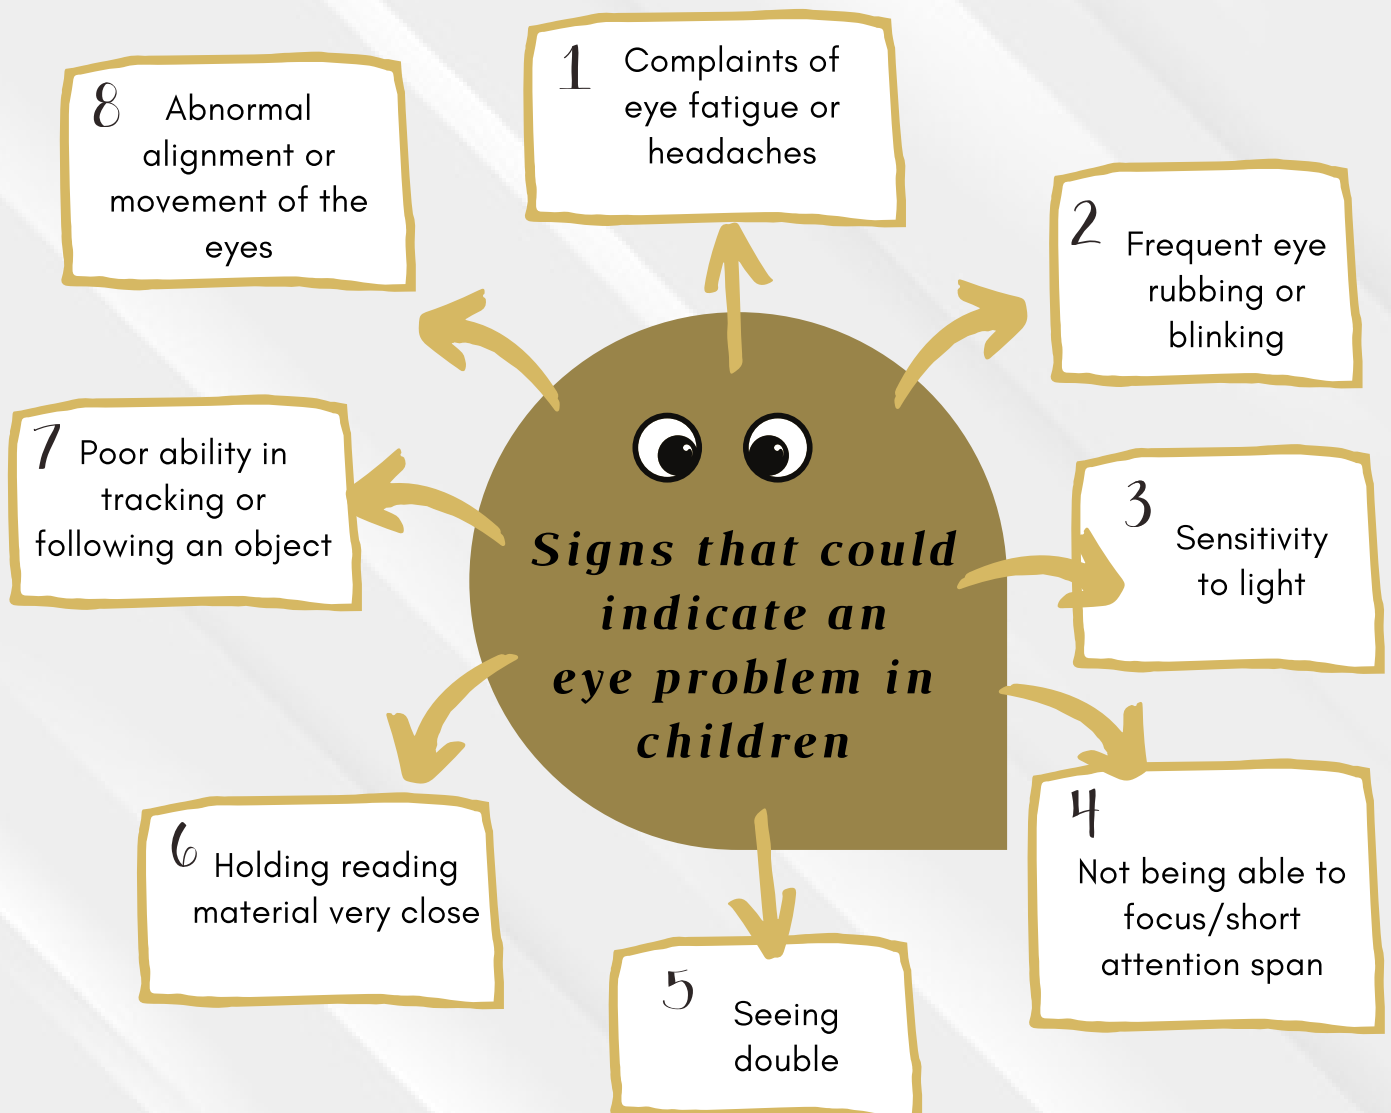 Signs that could
indicate an
eye problem in
children
1
Complaints of
eye fatigue or
headaches
2
Frequent eye
rubbing or
blinking
3
Sensitivity
to light
4
Not being able to
focus/short
attention span
5
Seeing
double
6
Holding reading
material very close
7
Poor ability in
tracking or
following an object
8
Abnormal
alignment or
movement of the
eyes